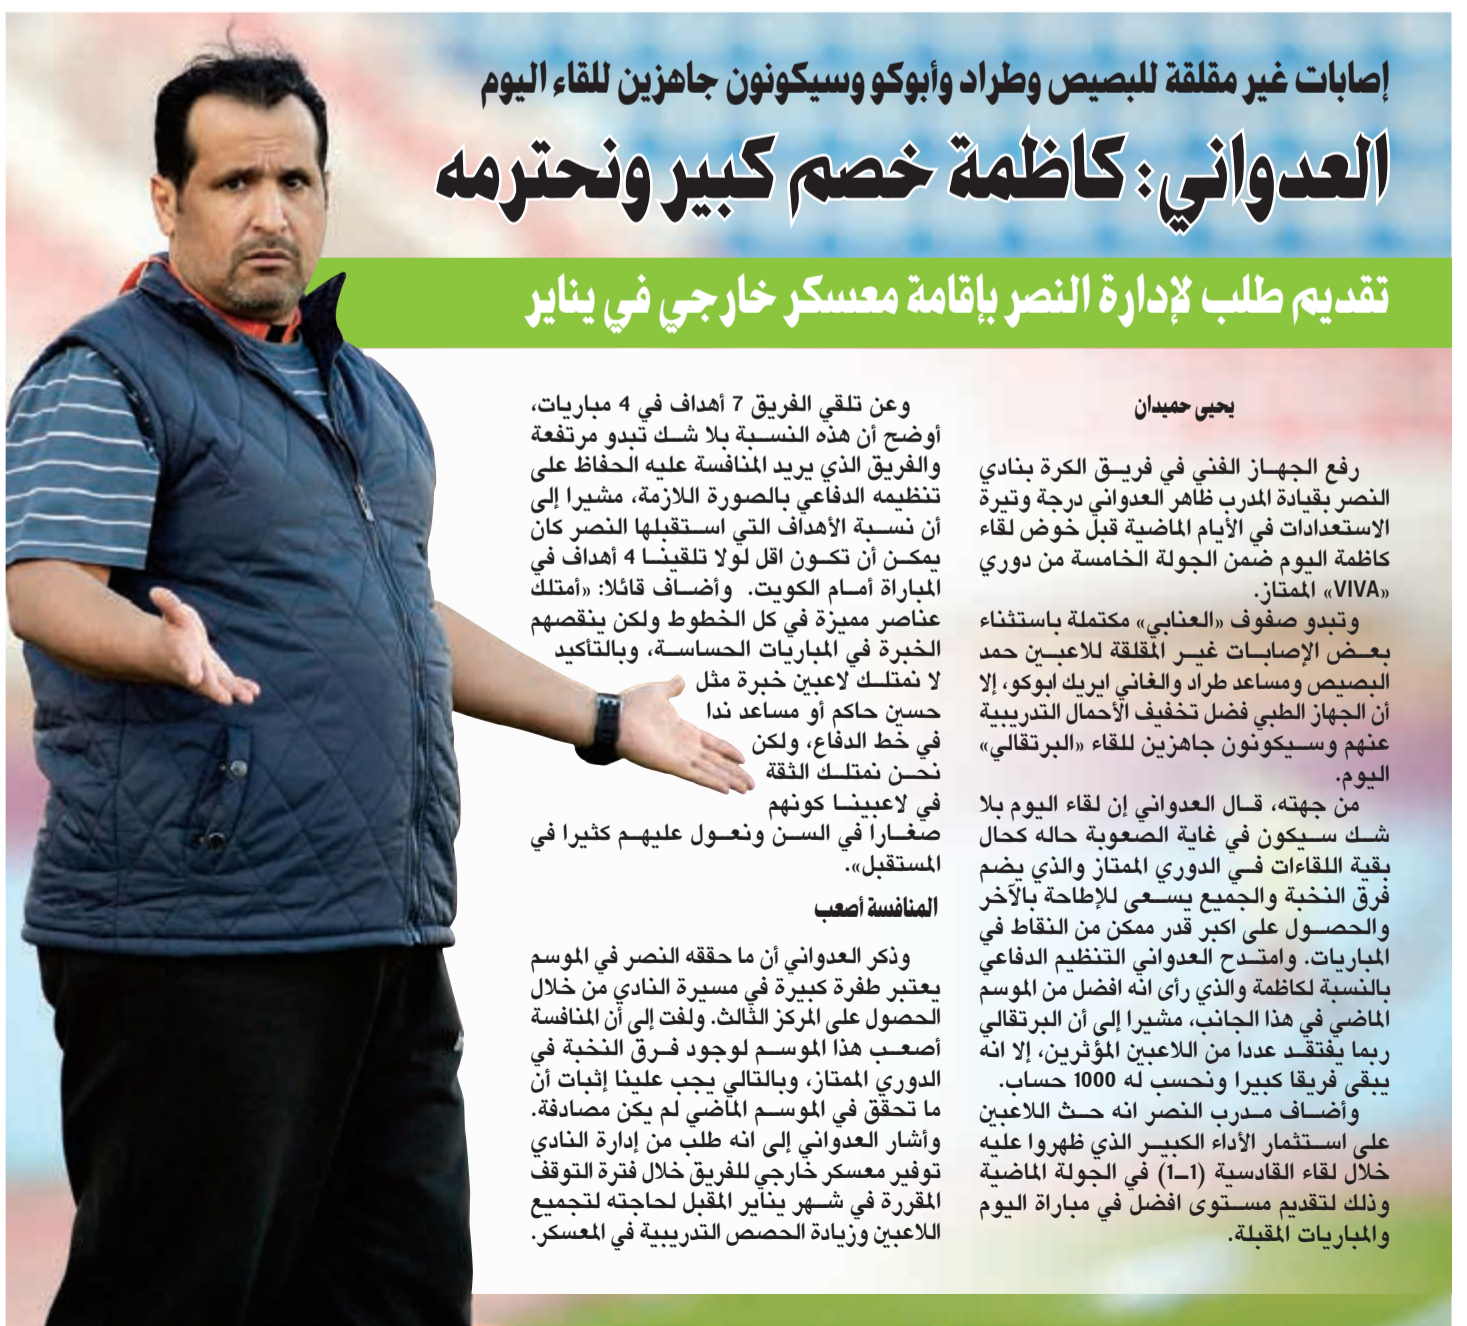 إصابات غير مقلقة للبصيص وطراد وأبوكو وسيكونون جاهزين للقاء اليوم
العدواني: كاظمة خصم كبير ونحترمه
تقديم طلب لإدارة النصر بإقامة معسكر خارجي في يناير
يحيى حميدان
رفع الجهاز الفني في فريق الكرة بنادي
النصر بقيادة المدرب ظاهر العدواني درجة وتيرة
الاستعدادات في الأيام الماضية قبل خوض لقاء
كاظمة اليوم ضمن الجولة الخامسة من دوري
«VIVA» الممتاز.
وتبدو صفوف «العنابي» مكتملة باستثناء
بعض الإصابات غير المقلقة للاعبين حمد
البصيص ومساعد طراد والغاني ايريك ابوكو، إلا
أن الجهاز الطبي فضل تخفيف الأحمال التدريبية
عنهم وسيكونون جاهزين للقاء «البرتقالي»
اليوم.
من جهته، قال العدواني إن لقاء اليوم بلا
شك سيكون في غاية الصعوبة حاله كحال
بقية اللقاءات في الدوري الممتاز والذي يضم
فرق النخبة والجميع يسعى للإطاحة بالآخر
والحصول على اكبر قدر ممكن من النقاط في
المباريات. وامتدح العدواني التنظيم الدفاعي
بالنسبة لكاظمة والذي رأى انه افضل من الموسم
الماضي في هذا الجانب، مشيرا إلى أن البرتقالي
ربما يفتقد عددا من اللاعبين المؤثرين، إلا انه
يبقى فريقا كبيرا ونحسب له 1000 حساب.
وأضاف مدرب النصر انه حث اللاعبين
على استثمار الأداء الكبير الذي ظهروا عليه
خلال لقاء القادسية (1ــ1) في الجولة الماضية
وذلك لتقديم مستوى افضل في مباراة اليوم
والمباريات المقبلة.
وعن تلقي الفريق 7 أهداف في 4 مباريات،
أوضح أن هذه النسبة بلا شك تبدو مرتفعة
والفريق الذي يريد المنافسة عليه الحفاظ على
تنظيمه الدفاعي بالصورة اللازمة، مشيرا إلى
أن نسبة الأهداف التي استقبلها النصر كان
يمكن أن تكون اقل لولا تلقينا 4 أهداف في
المباراة أمام الكويت. وأضاف قائلا: «أمتلك
عناصر مميزة في كل الخطوط ولكن ينقصهم
الخبرة في المباريات الحساسة، وبالتأكيد
لا نمتلك لاعبين خبرة مثل
حسين حاكم أو مساعد ندا
في خط الدفاع، ولكن
نحن نمتلك الثقة
في لاعبينا كونهم
صغارا في السن ونعول عليهم كثيرا في
المستقبل».
المنافسة أصعب
وذكر العدواني أن ما حققه النصر في الموسم
يعتبر طفرة كبيرة في مسيرة النادي من خلال
الحصول على المركز الثالث. ولفت إلى أن المنافسة
أصعب هذا الموسم لوجود فرق النخبة في
الدوري الممتاز، وبالتالي يجب علينا إثبات أن
ما تحقق في الموسم الماضي لم يكن مصادفة.
وأشار العدواني إلى انه طلب من إدارة النادي
توفير معسكر خارجي للفريق خلال فترة التوقف
المقررة في شهر يناير المقبل لحاجته لتجميع
اللاعبين وزيادة الحصص التدريبية في المعسكر.